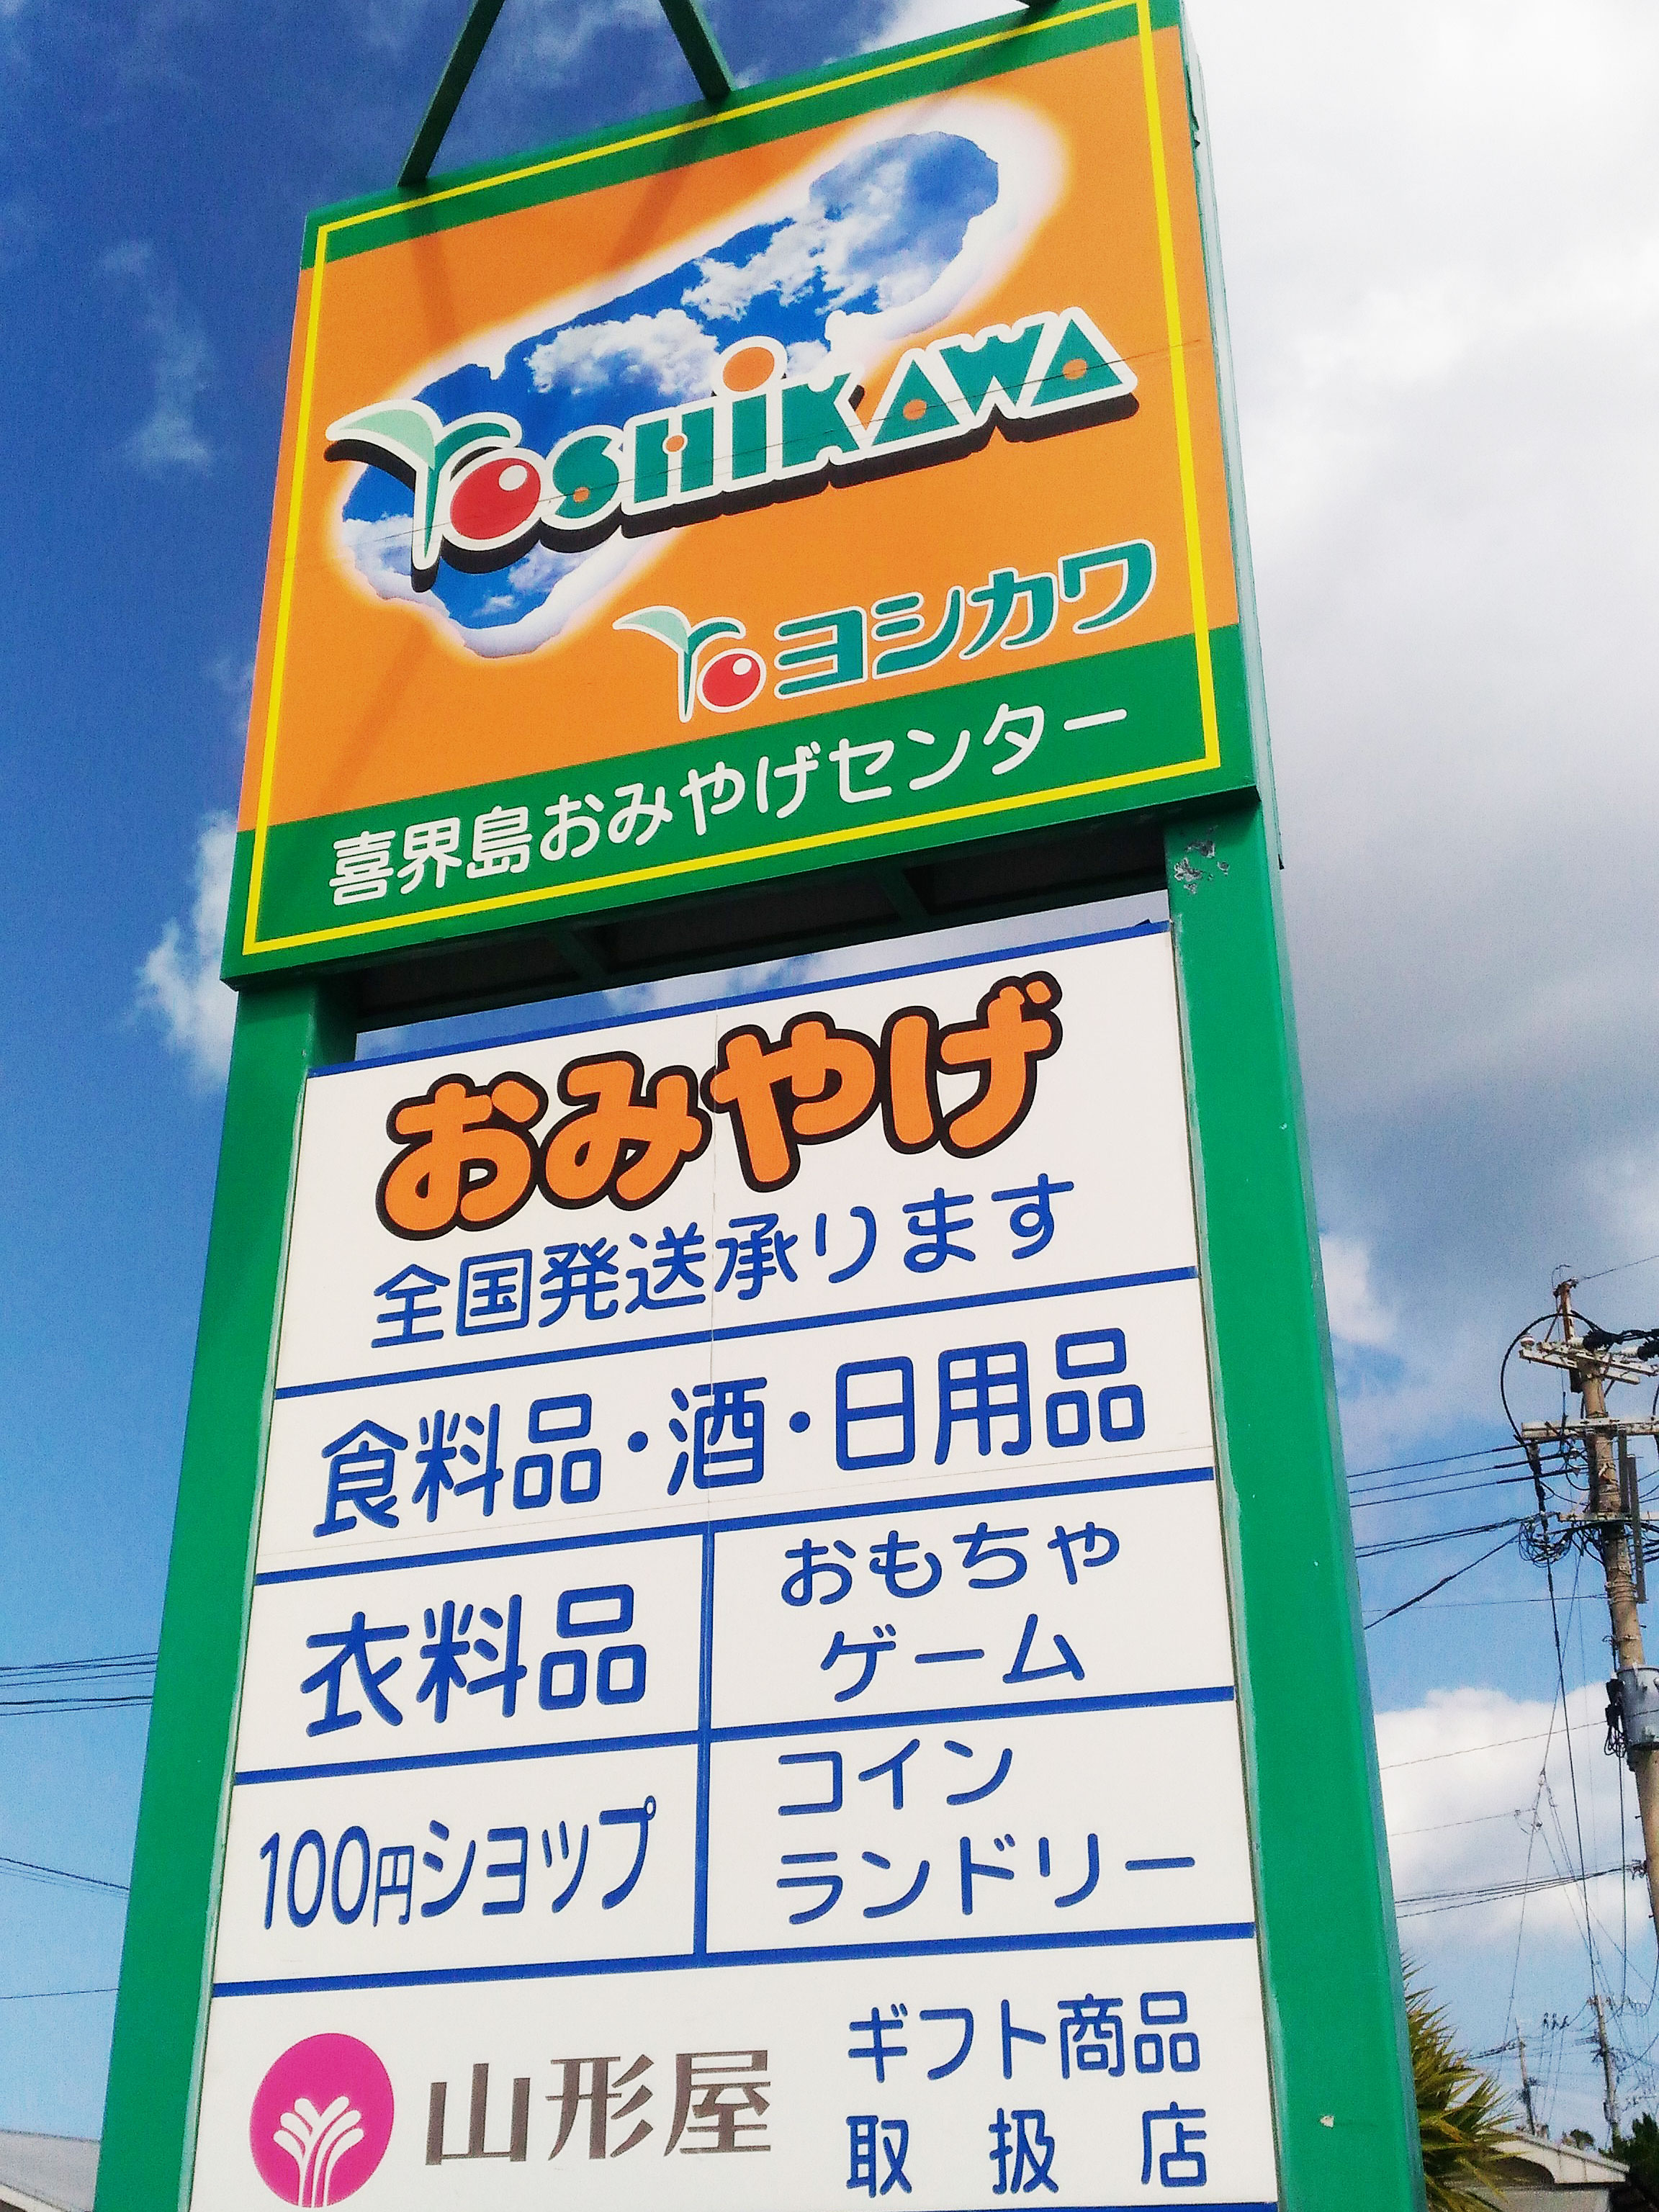 YoSHiKAWA
Yo ヨシカワ
喜界島おみやげセンター
おみやげ
全国発送承ります
食料品・酒・日用品
衣料品
おもちゃ
ゲーム
100円ショップ
コイン
ランドリー
山形屋
ギフト商品
取扱店